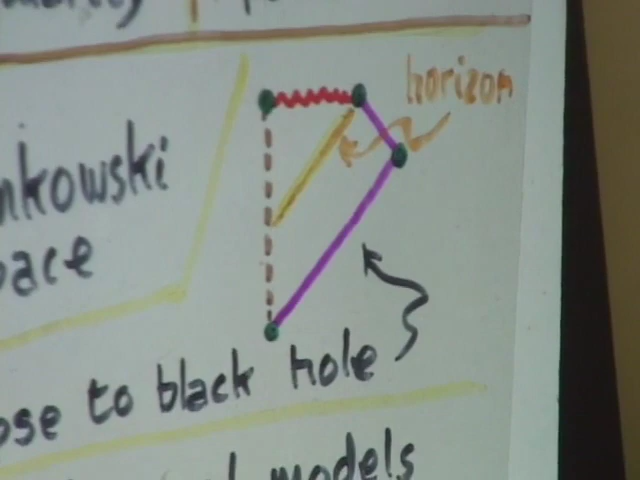 horizon
nkowski
pace
ose to black hole
models